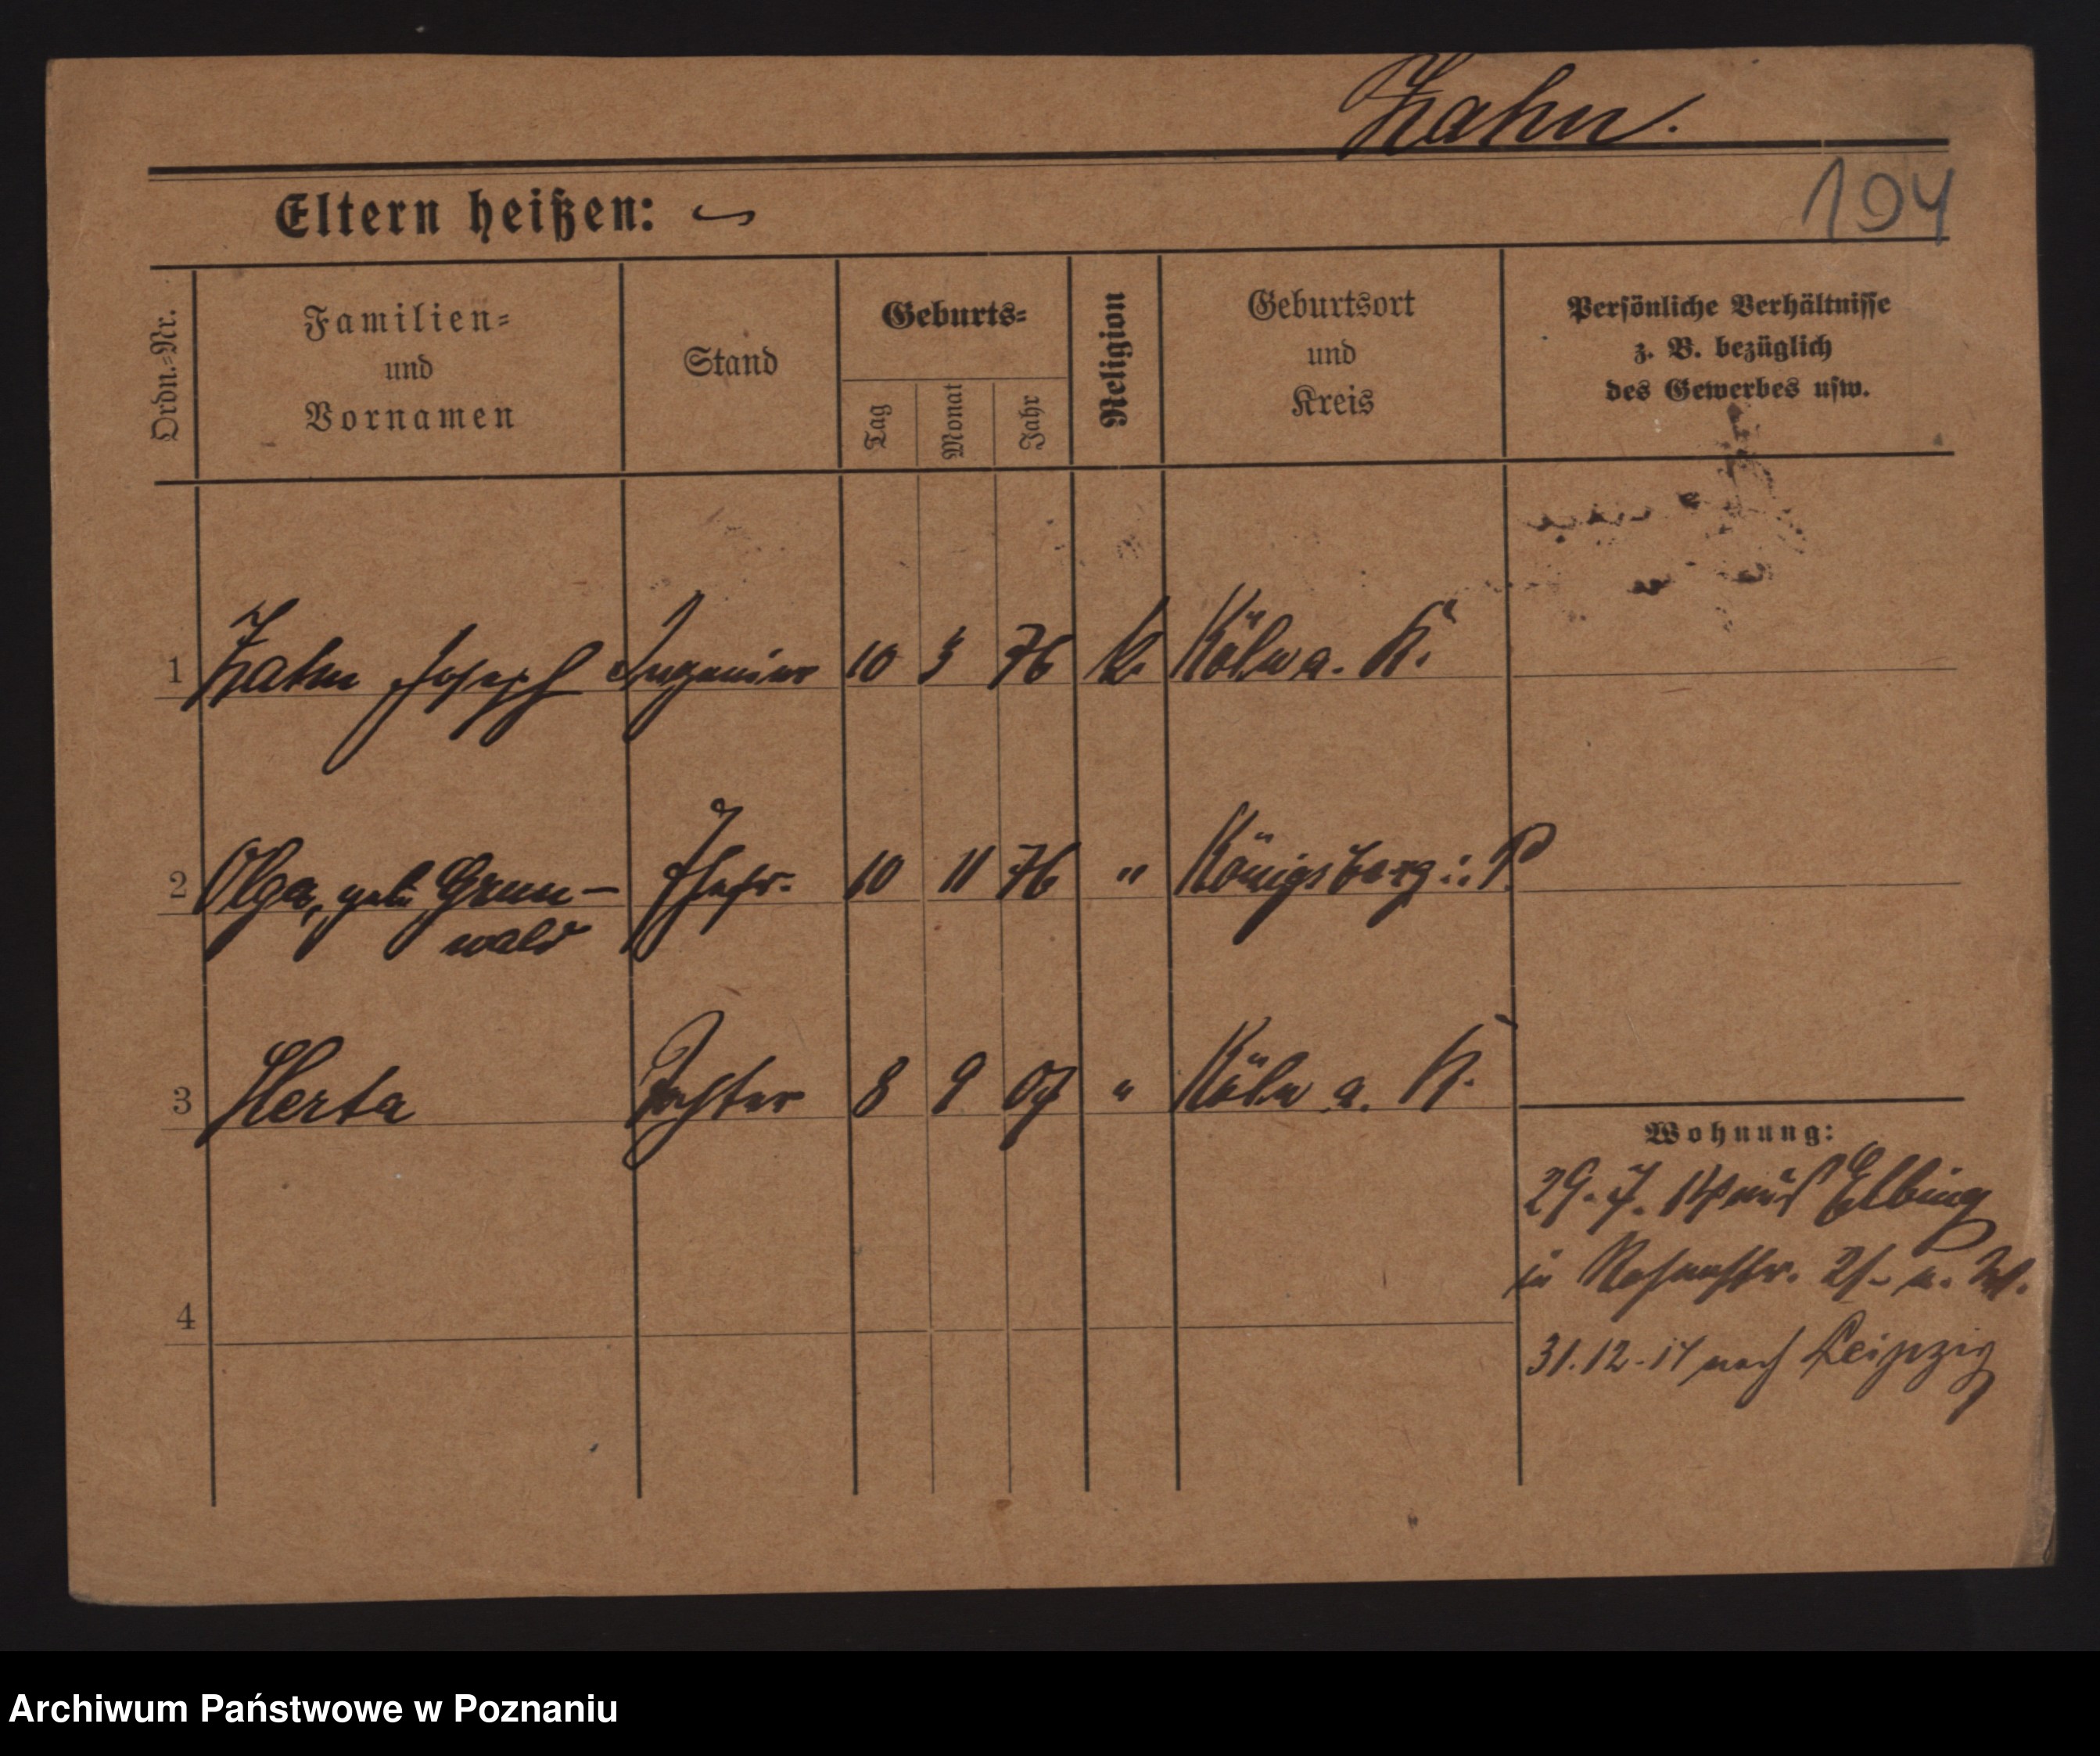 Zahn.
194
Eltern heißen:
Ordn.=Nr.
Familien=
und
Vornamen
Stand
Geburts=
Tag
Monat
Jahr
Religion
Geburtsort
und
Kreis
Persönliche Verhältnisse
z. B. bezüglich
des Gewerbes usw.
1 Zahn Joseph Ingenieur 10 3 76 k. Köln a. R.
2 Olga, geb. Grun- Ehefr. 10 11 76 " Königsberg i. P.
wald
3 Herta Tochter 8 9 07 " Köln a. R.
4
Wohnung:
29. 7. 14 aus Elbing
in
31.12.14 nach Leipzig
Archiwum Państwowe w Poznaniu